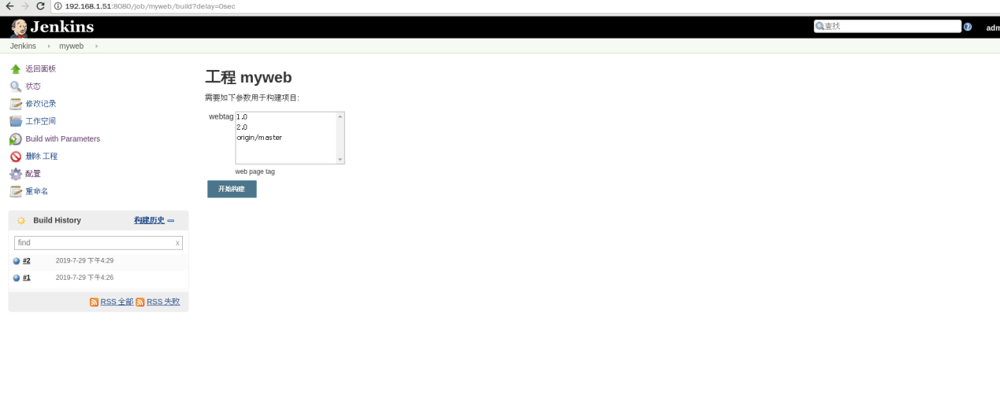 192.168.1.51:8080/job/myweb/build?delay=0sec
Jenkins
查找
adm
Jenkins
myweb
返回面板
状态
修改记录
工作空间
Build with Parameters
删除 工程
配置
重命名
Build History 构建历史
find x
#2 2019-7-29 下午4:29
#1 2019-7-29 下午4:26
RSS 全部 RSS 失败
工程 myweb
需要如下参数用于构建项目:
webtag
1.0
2.0
origin/master
web page tag
开始构建